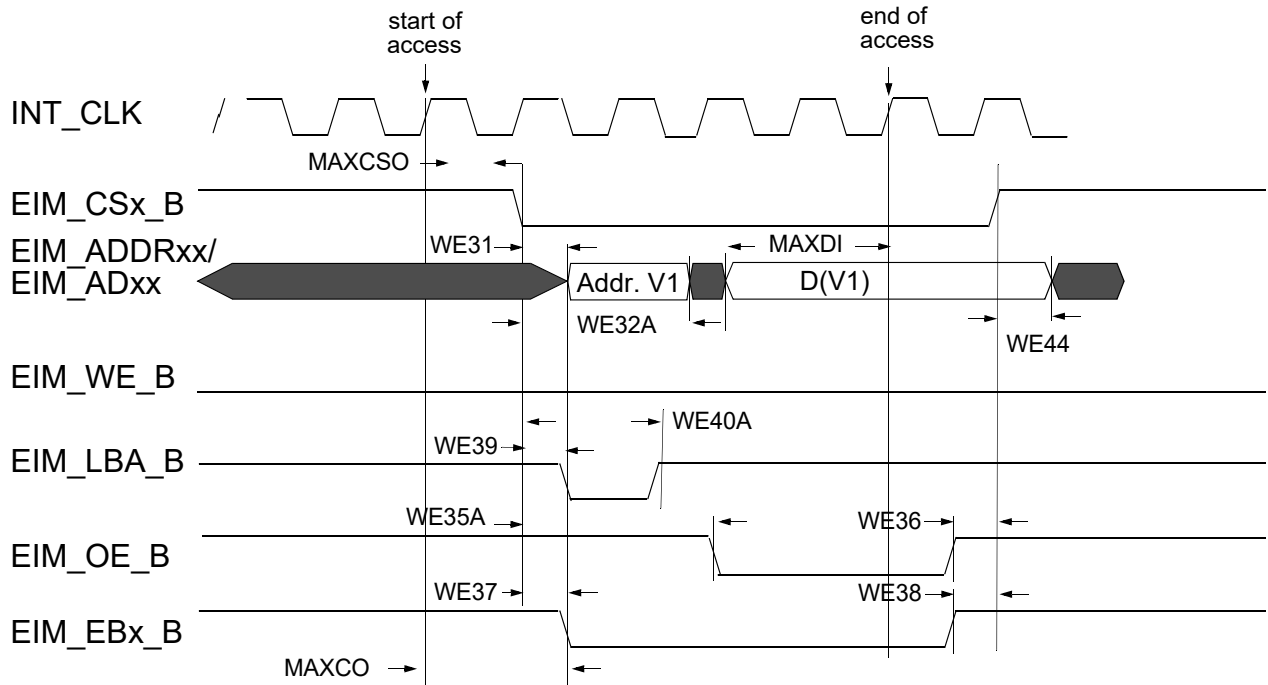 start of
access
end of
access
INT_CLK
MAXCSO
EIM_CSx_B
EIM_ADDRxx/
EIM_ADxx
WE31
MAXDI
Addr. V1
D(V1)
WE32A
WE44
EIM_WE_B
WE40A
WE39
EIM_LBA_B
WE35A
WE36
EIM_OE_B
WE37
WE38
EIM_EBx_B
MAXCO